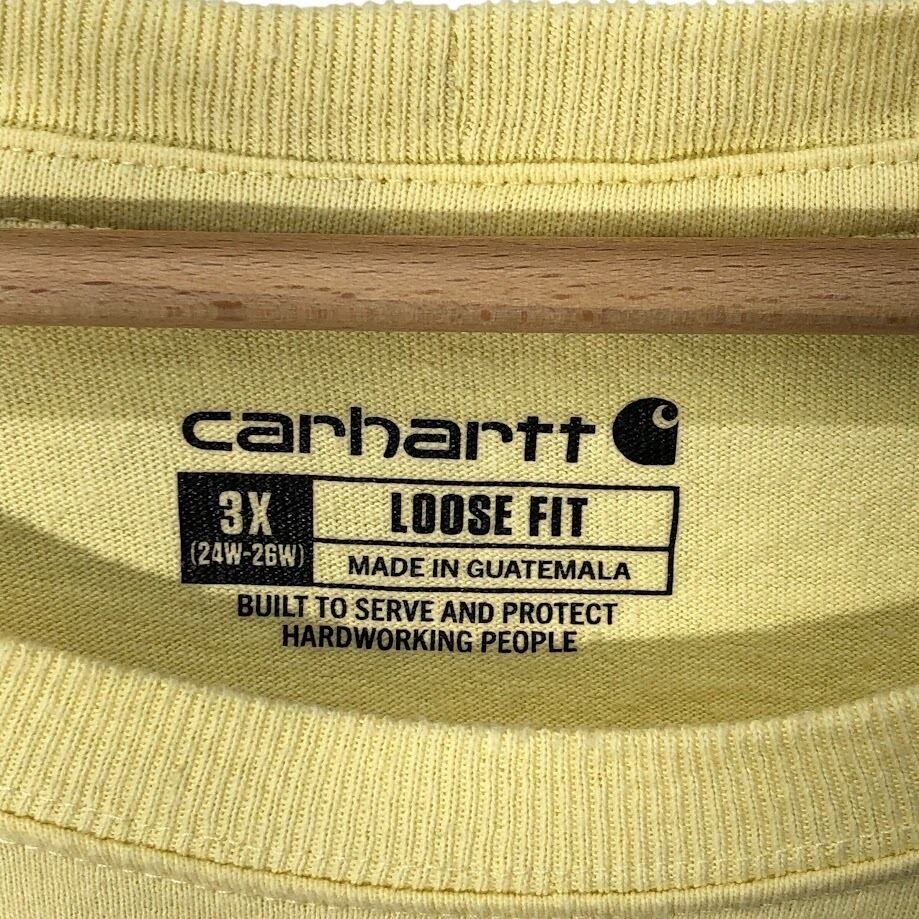 carhartt
3X
(24W-26W)
LOOSE FIT
MADE IN GUATEMALA
BUILT TO SERVE AND PROTECT
HARDWORKING PEOPLE